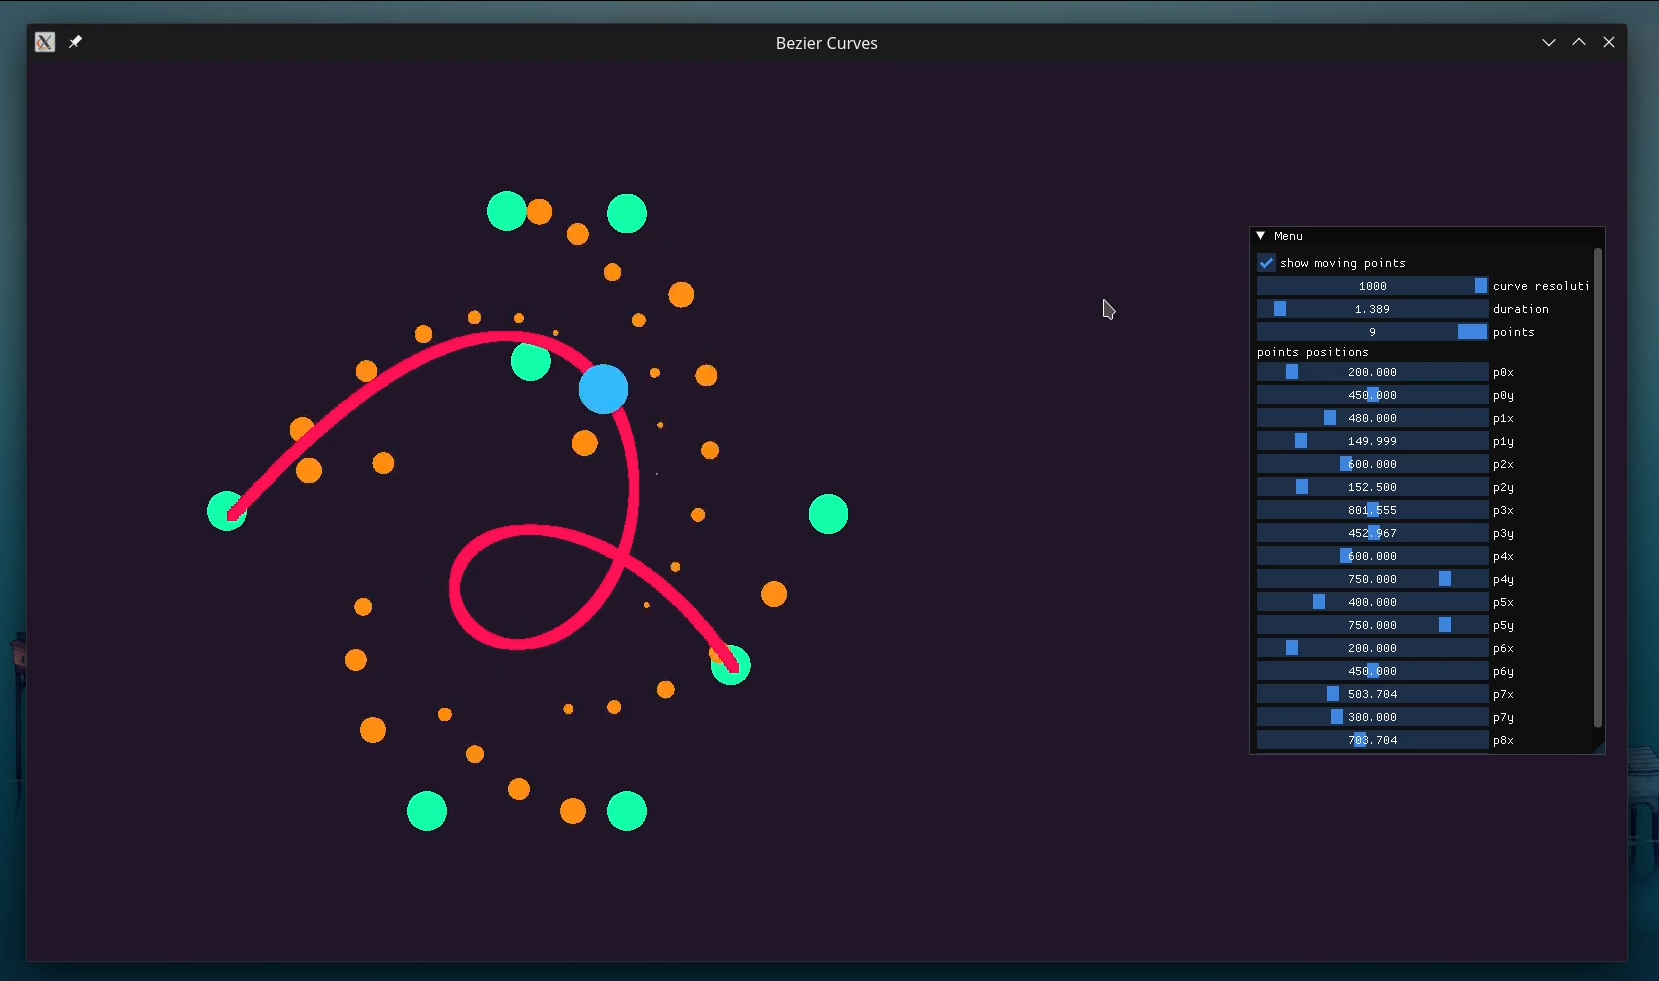 Bezier Curves
Menu
show moving points
1000 curve resoluti
1.389 duration
9 points
points positions
200.000 p0x
450.000 p0y
480.000 p1x
149.999 p1y
600.000 p2x
152.500 p2y
801.555 p3x
452.967 p3y
600.000 p4x
750.000 p4y
400.000 p5x
750.000 p5y
200.000 p6x
450.000 p6y
503.704 p7x
300.000 p7y
703.704 p8x